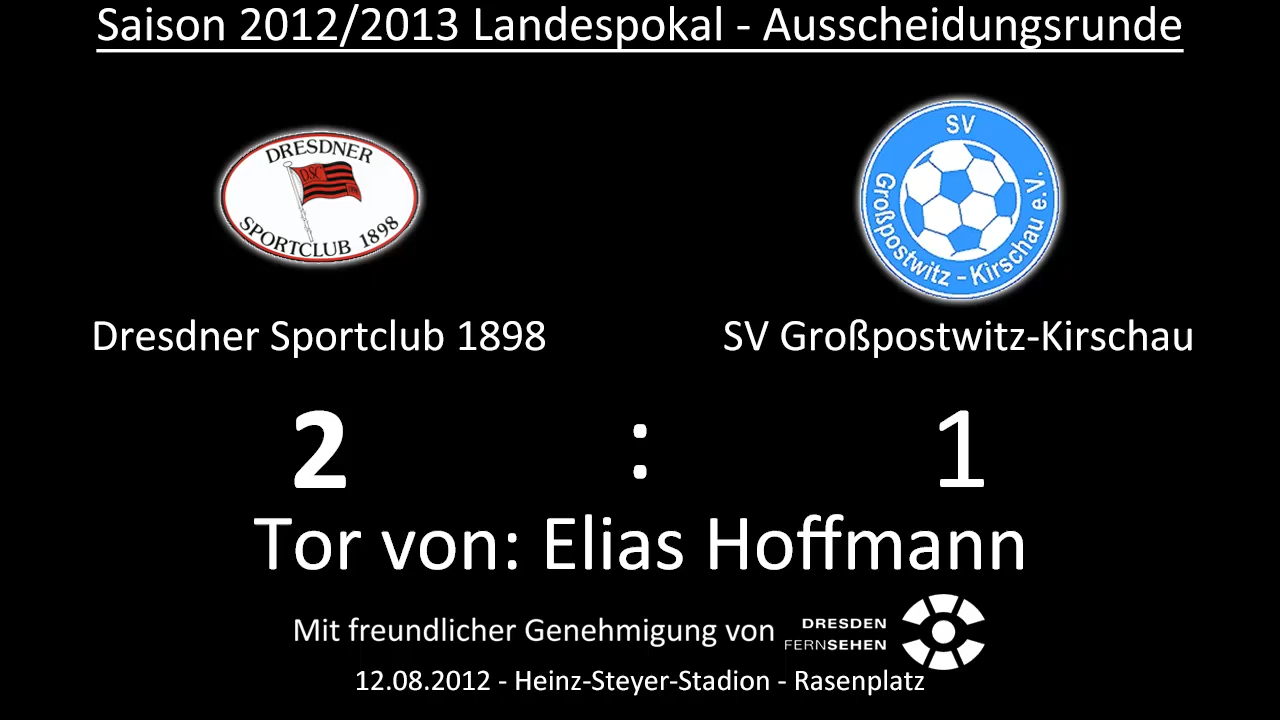 Saison 2012/2013 Landespokal - Ausscheidungsrunde
DRESDNER
DSC
SPORTCLUB 1898
SV
Großpostwitz - Kirschau e.V.
Dresdner Sportclub 1898
SV Großpostwitz-Kirschau
2 : 1
Tor von: Elias Hoffmann
Mit freundlicher Genehmigung von
DRESDEN
FERNSEHEN
12.08.2012 - Heinz-Steyer-Stadion - Rasenplatz